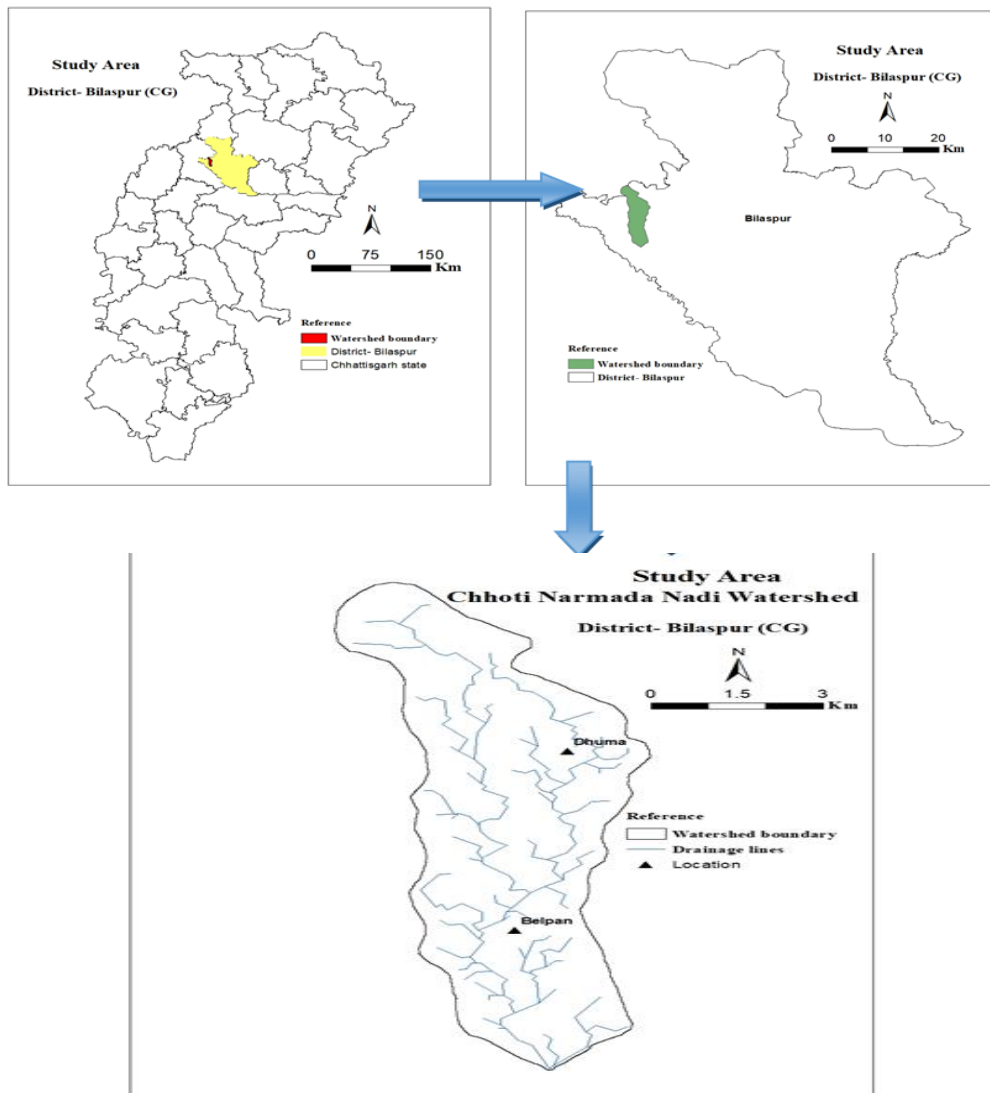 Study Area
District- Bilaspur (CG)
N
0 75 150
Km
Reference
Watershed boundary
District- Bilaspur
Chhattisgarh state
Study Area
District- Bilaspur (CG)
N
0 10 20
Km
Bilaspur
Reference
Watershed boundary
District- Bilaspur
Study Area
Chhoti Narmada Nadi Watershed
District- Bilaspur (CG)
N
0 1.5 3
Km
Dhuma
Reference
Watershed boundary
Drainage lines
Location
Belpan